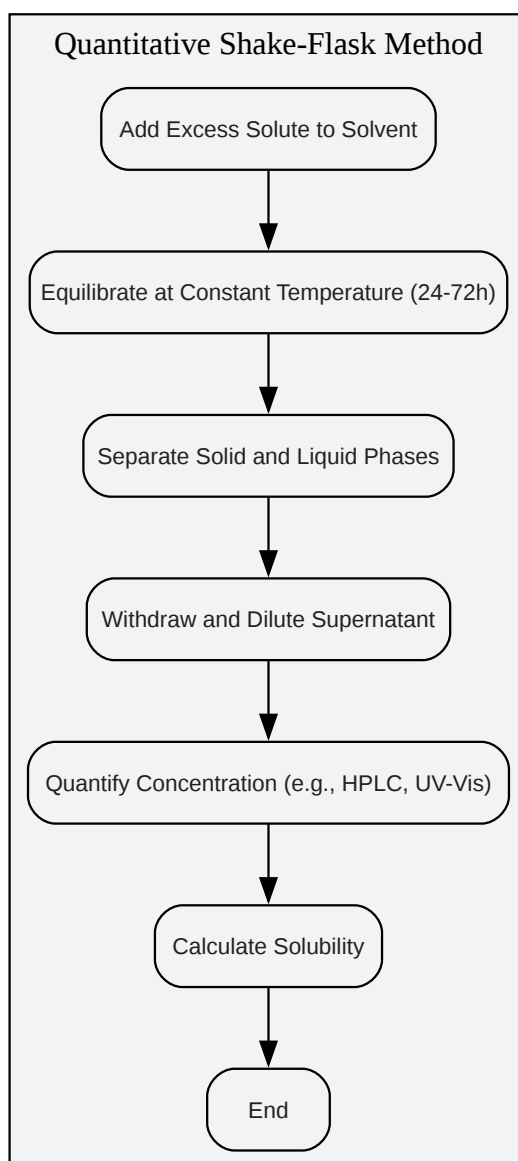 Quantitative Shake-Flask Method
Add Excess Solute to Solvent
Equilibrate at Constant Temperature (24-72h)
Separate Solid and Liquid Phases
Withdraw and Dilute Supernatant
Quantify Concentration (e.g., HPLC, UV-Vis)
Calculate Solubility
End